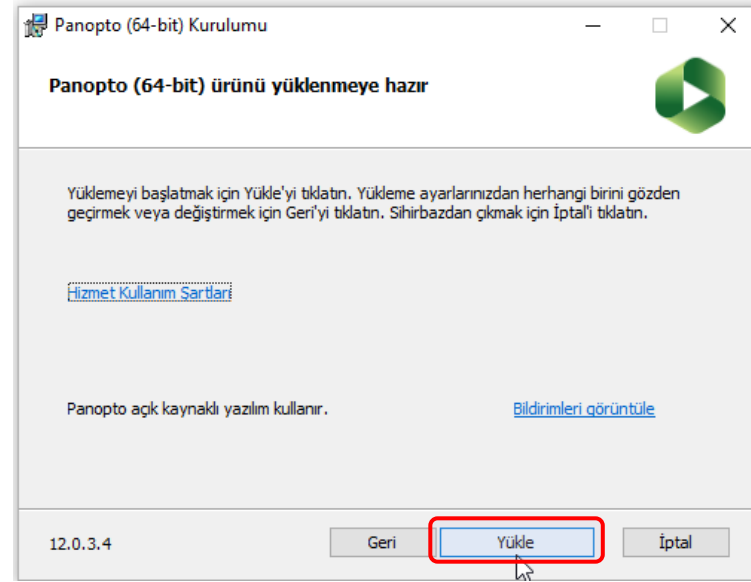 Panopto (64-bit) Kurulumu
Panopto (64-bit) ürünü yüklenmeye hazır
Yüklemeyi başlatmak için Yükle'yi tıklatın. Yükleme ayarlarınızdan herhangi birini gözden
geçirmek veya değiştirmek için Geri'yi tıklatın. Sihirbazdan çıkmak için İptal'i tıklatın.
Hizmet Kullanım Şartları
Panopto açık kaynaklı yazılım kullanır. Bildirimleri görüntüle
12.0.3.4 Geri Yükle İptal